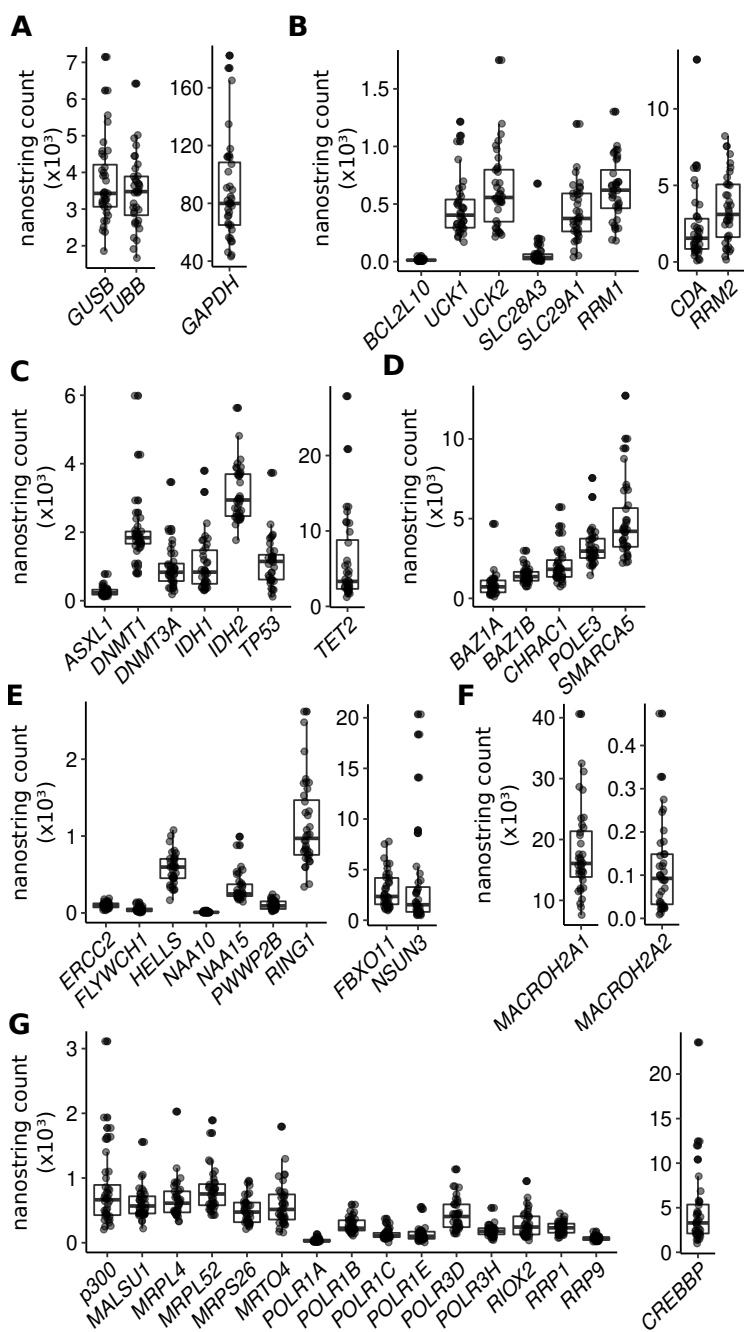 A
nanostring count
(x10³)
7
6
5
4
3
2
160
120
80
40
GUSB
TUBB
GAPDH
B
nanostring count
(x10³)
1.5
1.0
0.5
0.0
10
5
0
BCL2L10
UCK1
UCK2
SLC28A3
SLC29A1
RRM1
CDA
RRM2
C
nanostring count
(x10³)
6
4
2
0
20
10
0
ASXL1
DNMT1
DNMT3A
IDH1
IDH2
TP53
TET2
D
nanostring count
(x10³)
10
5
0
BAZ1A
BAZ1B
CHRAC1
POLE3
SMARCA5
E
nanostring count
(x10³)
2
1
0
20
15
10
5
0
ERCC2
FLYWCH1
HELLS
NAA10
NAA15
PWWP2B
RING1
FBXO11
NSUN3
F
nanostring count
(x10³)
40
30
20
10
0.4
0.3
0.2
0.1
0.0
MACROH2A1
MACROH2A2
G
nanostring count
(x10³)
3
2
1
0
20
15
10
5
0
p300
MALSU1
MRPL4
MRPL52
MRPS26
MRTO4
POLR1A
POLR1B
POLR1C
POLR1E
POLR3D
POLR3H
RIOX2
RRP1
RRP9
CREBBP